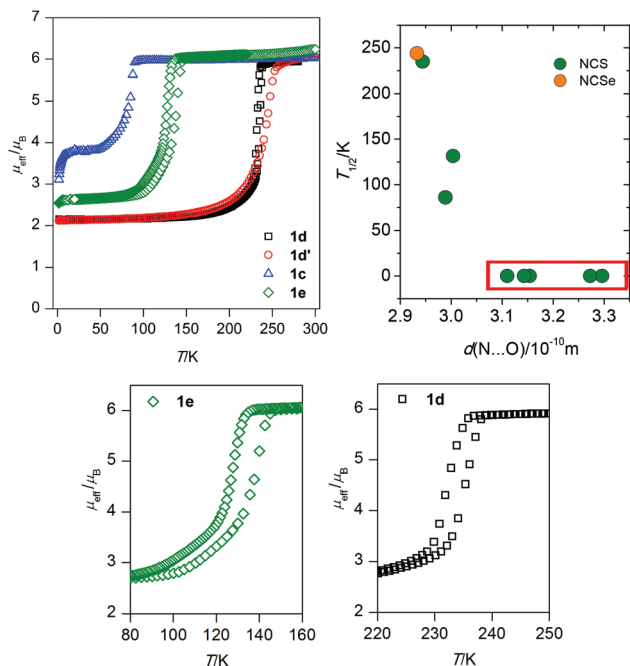 7
6
5
4
3
2
0
μeff/μB
0
50
100
150
200
250
300
T/K
1d
1d'
1c
1e
250
200
150
100
50
0
T1/2/K
NCS
NCSe
2.9
3.0
3.1
3.2
3.3
d(N...O)/10⁻¹⁰m
6
5
4
3
2
μeff/μB
1e
80
100
120
140
160
T/K
6
5
4
3
2
μeff/μB
1d
220
230
240
250
T/K